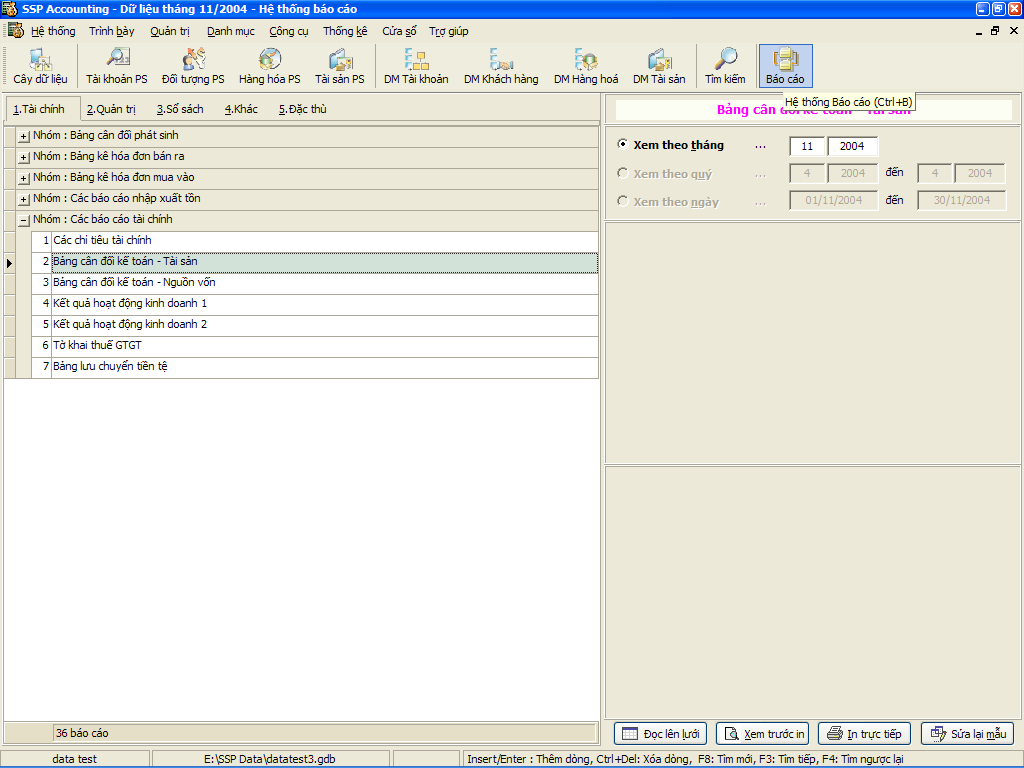 SSP Accounting - Dữ liệu tháng 11/2004 - Hệ thống báo cáo
Hệ thống Trình bày Quản trị Danh mục Công cụ Thống kê Cửa sổ Trợ giúp
Cây dữ liệu Tài khoản PS Đối tượng PS Hàng hóa PS Tài sản PS DM Tài khoản DM Khách hàng DM Hàng hoá DM Tài sản Tìm kiếm Báo cáo
Hệ thống Báo cáo (Ctrl+B)
1.Tài chính 2.Quản trị 3.Sổ sách 4.Khác 5.Đặc thù
Bảng cân đối kế toán - Tài sản
Nhóm : Bảng cân đối phát sinh
Nhóm : Bảng kê hóa đơn bán ra
Nhóm : Bảng kê hóa đơn mua vào
Nhóm : Các báo cáo nhập xuất tồn
Nhóm : Các báo cáo tài chính
1 Các chỉ tiêu tài chính
2 Bảng cân đối kế toán - Tài sản
3 Bảng cân đối kế toán - Nguồn vốn
4 Kết quả hoạt động kinh doanh 1
5 Kết quả hoạt động kinh doanh 2
6 Tờ khai thuế GTGT
7 Bảng lưu chuyển tiền tệ
Xem theo tháng ... 11 2004
Xem theo quý ... 4 2004 đến 4 2004
Xem theo ngày ... 01/11/2004 đến 30/11/2004
36 báo cáo
Đọc lên lưới Xem trước in In trực tiếp Sửa lại mẫu
data test E:\SSP Data\datatest3.gdb Insert/Enter : Thêm dòng, Ctrl+Del: Xóa dòng, F8: Tìm mới, F3: Tìm tiếp, F4: Tìm ngược lại